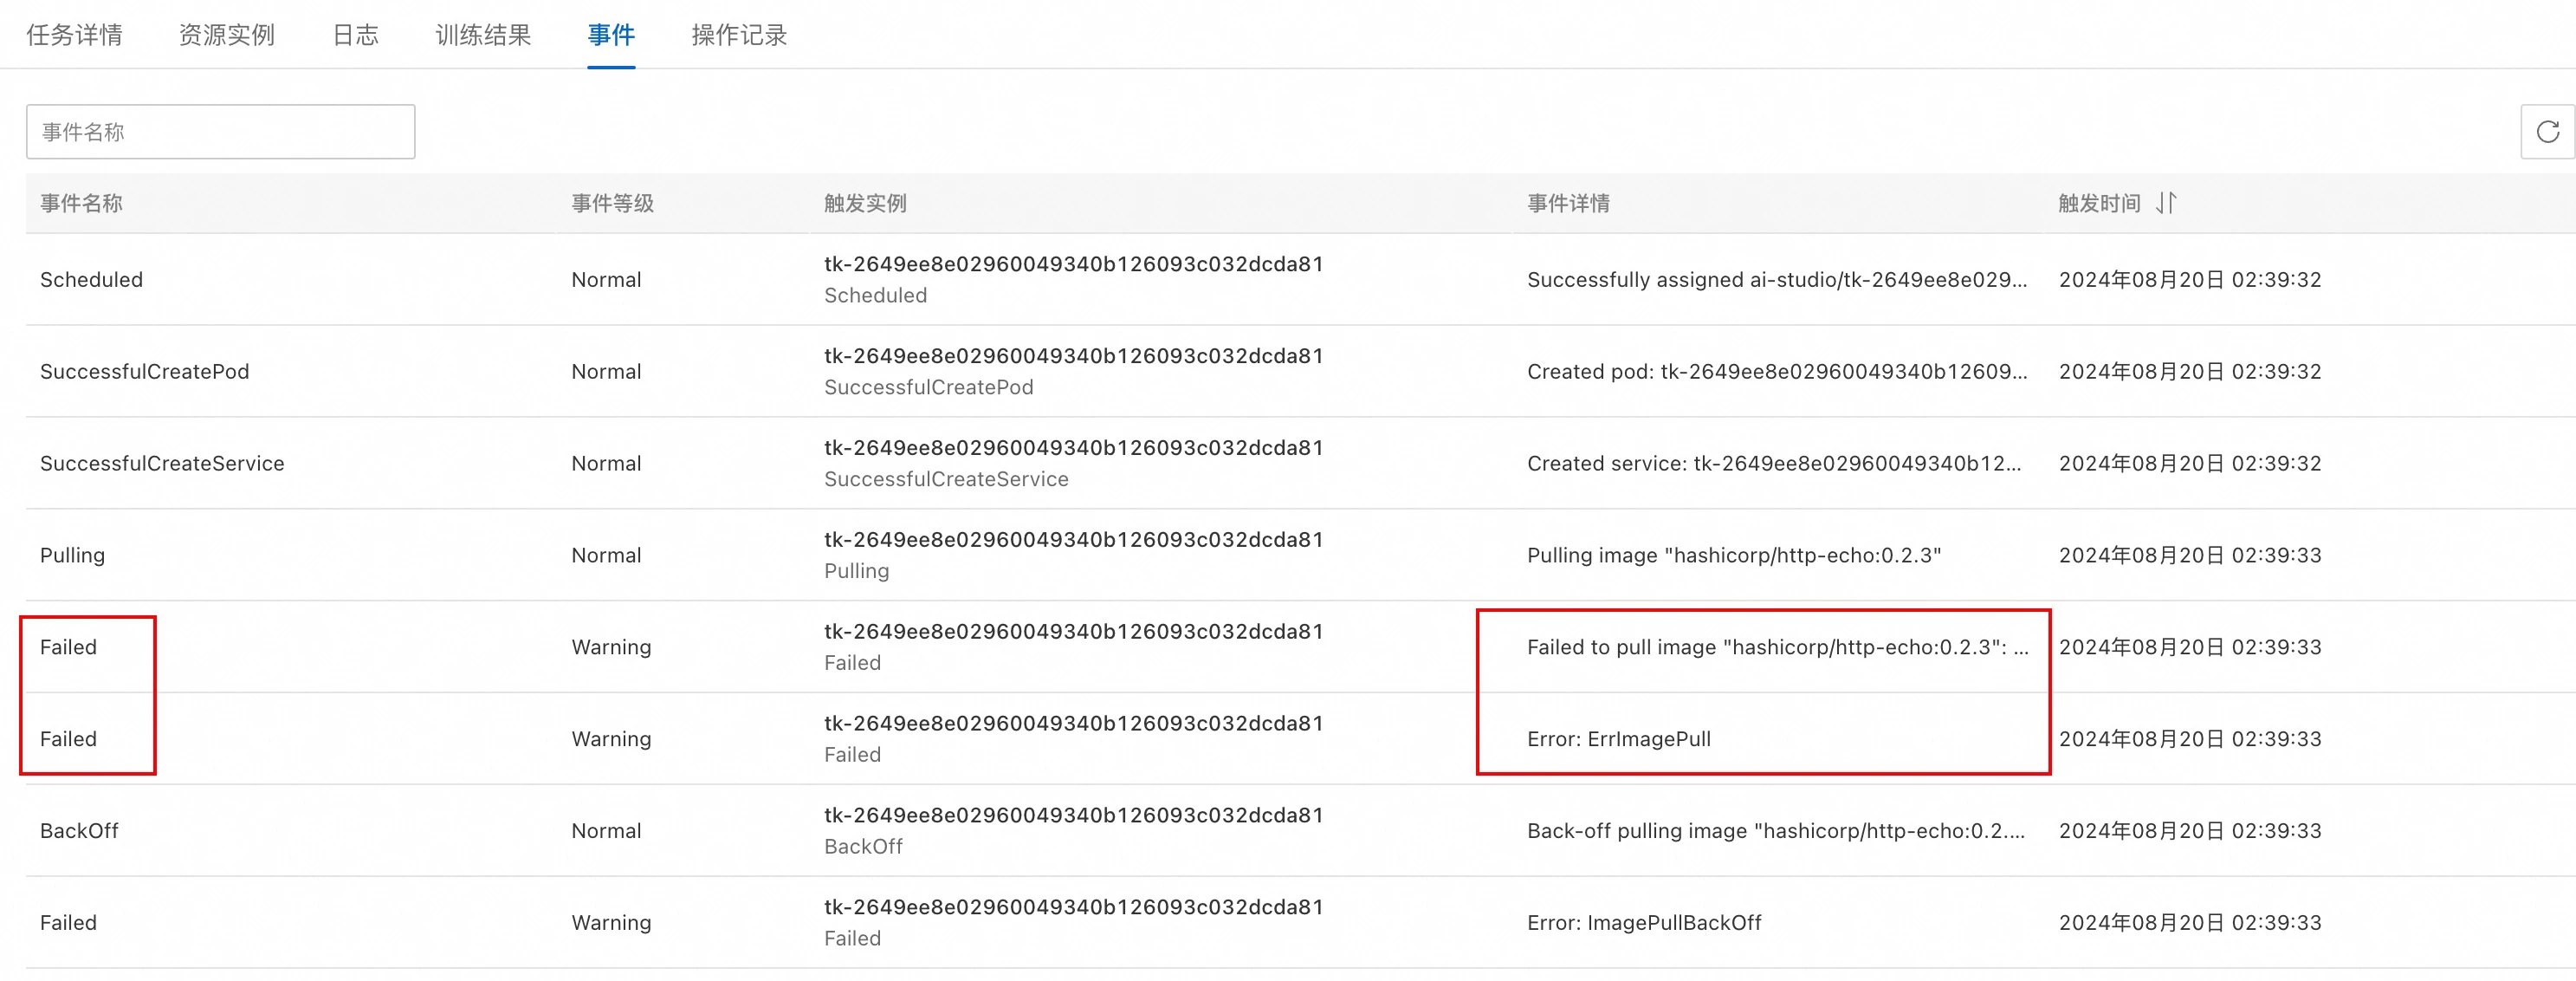 任务详情 资源实例 日志 训练结果 事件 操作记录
事件名称
事件名称 事件等级 触发实例 事件详情 触发时间
Scheduled Normal tk-2649ee8e02960049340b126093c032dcda81 Successfully assigned ai-studio/tk-2649ee8e029... 2024年08月20日 02:39:32
Scheduled
SuccessfulCreatePod Normal tk-2649ee8e02960049340b126093c032dcda81 Created pod: tk-2649ee8e02960049340b12609... 2024年08月20日 02:39:32
SuccessfulCreatePod
SuccessfulCreateService Normal tk-2649ee8e02960049340b126093c032dcda81 Created service: tk-2649ee8e02960049340b12... 2024年08月20日 02:39:32
SuccessfulCreateService
Pulling Normal tk-2649ee8e02960049340b126093c032dcda81 Pulling image "hashicorp/http-echo:0.2.3" 2024年08月20日 02:39:33
Pulling
Failed Warning tk-2649ee8e02960049340b126093c032dcda81 Failed to pull image "hashicorp/http-echo:0.2.3": ... 2024年08月20日 02:39:33
Failed
Failed Warning tk-2649ee8e02960049340b126093c032dcda81 Error: ErrImagePull 2024年08月20日 02:39:33
Failed
BackOff Normal tk-2649ee8e02960049340b126093c032dcda81 Back-off pulling image "hashicorp/http-echo:0.2.... 2024年08月20日 02:39:33
BackOff
Failed Warning tk-2649ee8e02960049340b126093c032dcda81 Error: ImagePullBackOff 2024年08月20日 02:39:33
Failed